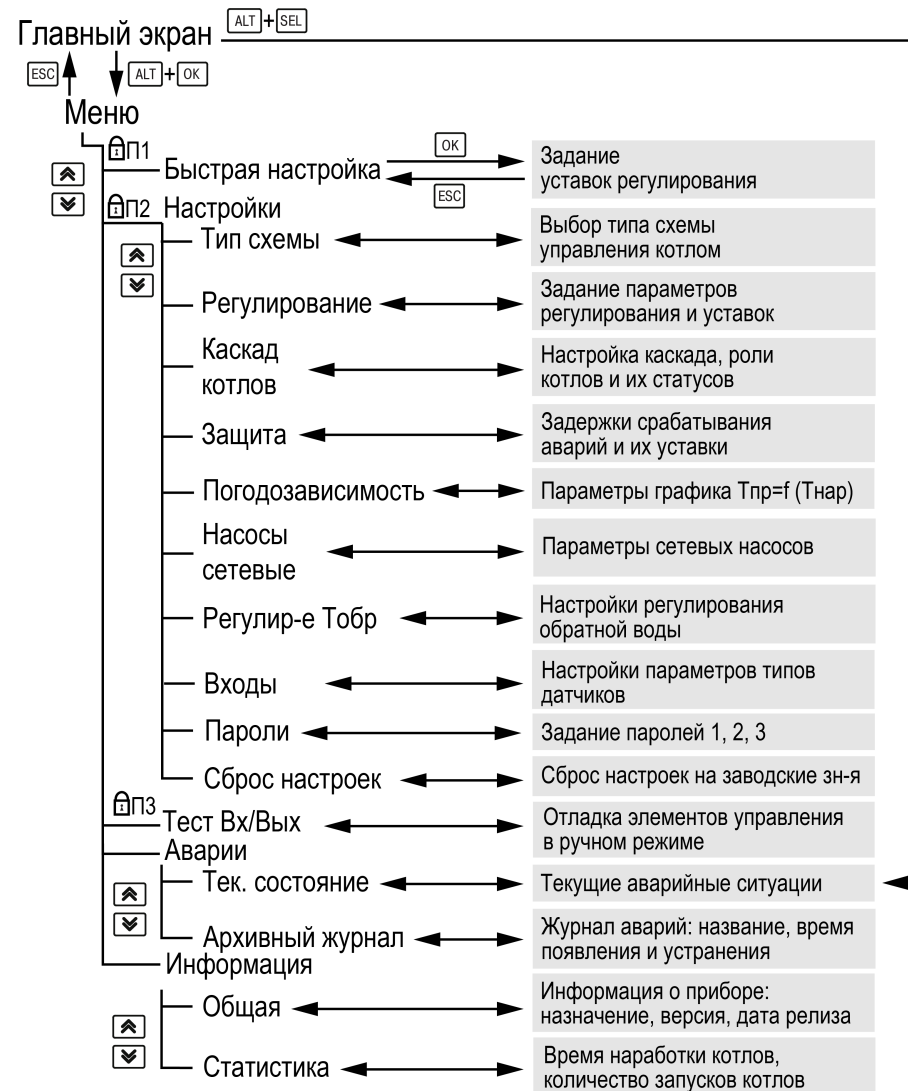 Главный экран ALT+SEL
ESC ALT+OK
Меню
П1
Быстрая настройка OK ESC Задание
уставок регулирования
П2 Настройки
Тип схемы Выбор типа схемы
управления котлом
Регулирование Задание параметров
регулирования и уставок
Каскад
котлов
Настройка каскада, роли
котлов и их статусов
Защита Задержки срабатывания
аварий и их уставки
Погодозависимость Параметры графика Тпр=f (Тнар)
Насосы
сетевые
Параметры сетевых насосов
Регулир-е Тобр Настройки регулирования
обратной воды
Входы Настройки параметров типов
датчиков
Пароли Задание паролей 1, 2, 3
Сброс настроек Сброс настроек на заводские зн-я
П3
Тест Вх/Вых Отладка элементов управления
в ручном режиме
Аварии
Тек. состояние Текущие аварийные ситуации
Архивный журнал Журнал аварий: название, время
появления и устранения
Информация
Общая Информация о приборе:
назначение, версия, дата релиза
Статистика Время наработки котлов,
количество запусков котлов